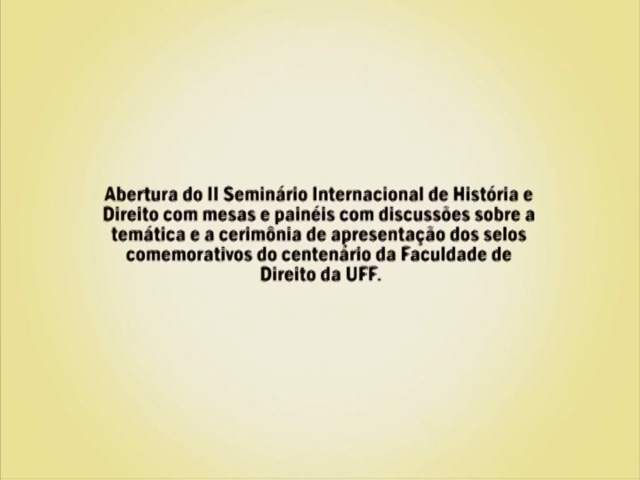 Abertura do II Seminário Internacional de História e
Direito com mesas e painéis com discussões sobre a
temática e a cerimônia de apresentação dos selos
comemorativos do centenário da Faculdade de
Direito da UFF.